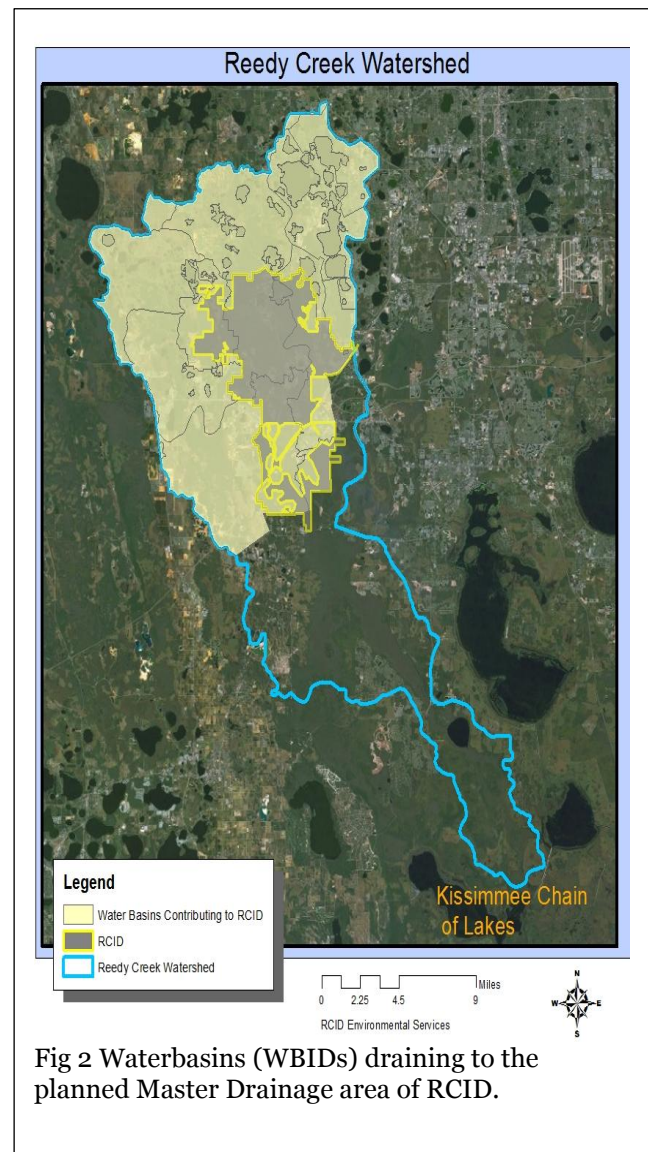 Reedy Creek Watershed
Kissimmee Chain
of Lakes
Legend
Water Basins Contributing to RCID
RCID
Reedy Creek Watershed
Miles
0 2.25 4.5 9
RCID Environmental Services
N
W E
S
Fig 2 Waterbasins (WBIDs) draining to the
planned Master Drainage area of RCID.